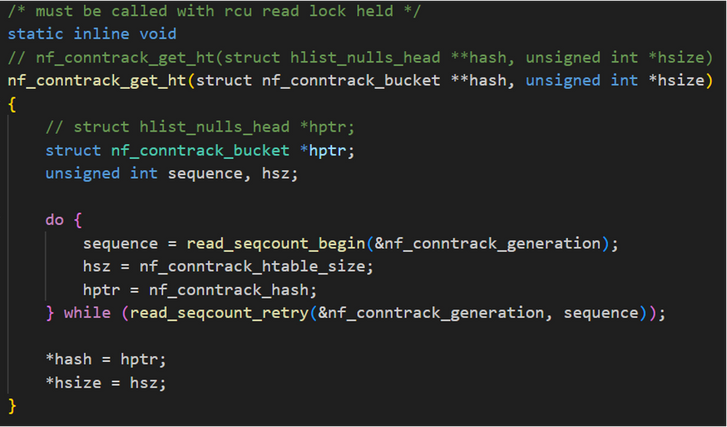 /* must be called with rcu read lock held */
static inline void
// nf_conntrack_get_ht(struct hlist_nulls_head **hash, unsigned int *hsize)
nf_conntrack_get_ht(struct nf_conntrack_bucket **hash, unsigned int *hsize)
{
    // struct hlist_nulls_head *hptr;
    struct nf_conntrack_bucket *hptr;
    unsigned int sequence, hsz;

    do {
        sequence = read_seqcount_begin(&nf_conntrack_generation);
        hsz = nf_conntrack_htable_size;
        hptr = nf_conntrack_hash;
    } while (read_seqcount_retry(&nf_conntrack_generation, sequence));

    *hash = hptr;
    *hsize = hsz;
}